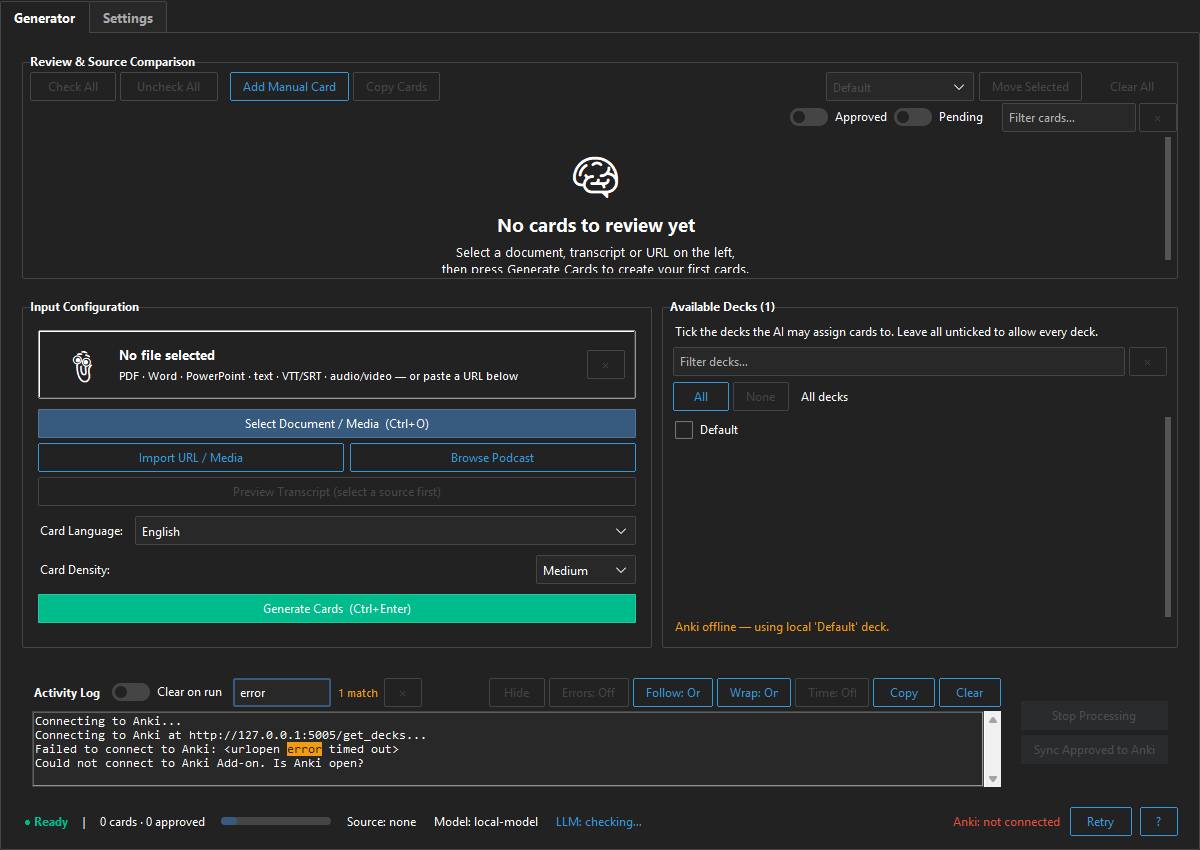 Generator Settings
Review & Source Comparison
Check All Uncheck All Add Manual Card Copy Cards Default Move Selected Clear All
Approved Pending Filter cards... ×
No cards to review yet
Select a document, transcript or URL on the left,
then press Generate Cards to create your first cards.
Input Configuration
No file selected
PDF · Word · PowerPoint · text · VTT/SRT · audio/video — or paste a URL below
×
Select Document / Media (Ctrl+O)
Import URL / Media Browse Podcast
Preview Transcript (select a source first)
Card Language: English
Card Density: Medium
Generate Cards (Ctrl+Enter)
Available Decks (1)
Tick the decks the AI may assign cards to. Leave all unticked to allow every deck.
Filter decks... ×
All None All decks
Default
Anki offline — using local 'Default' deck.
Activity Log Clear on run error 1 match × Hide Errors: Off Follow: Or Wrap: Or Time: Off Copy Clear
Connecting to Anki...
Connecting to Anki at http://127.0.0.1:5005/get_decks...
Failed to connect to Anki: <urlopen error timed out>
Could not connect to Anki Add-on. Is Anki open?
Stop Processing
Sync Approved to Anki
● Ready | 0 cards · 0 approved Source: none Model: local-model LLM: checking... Anki: not connected Retry ?